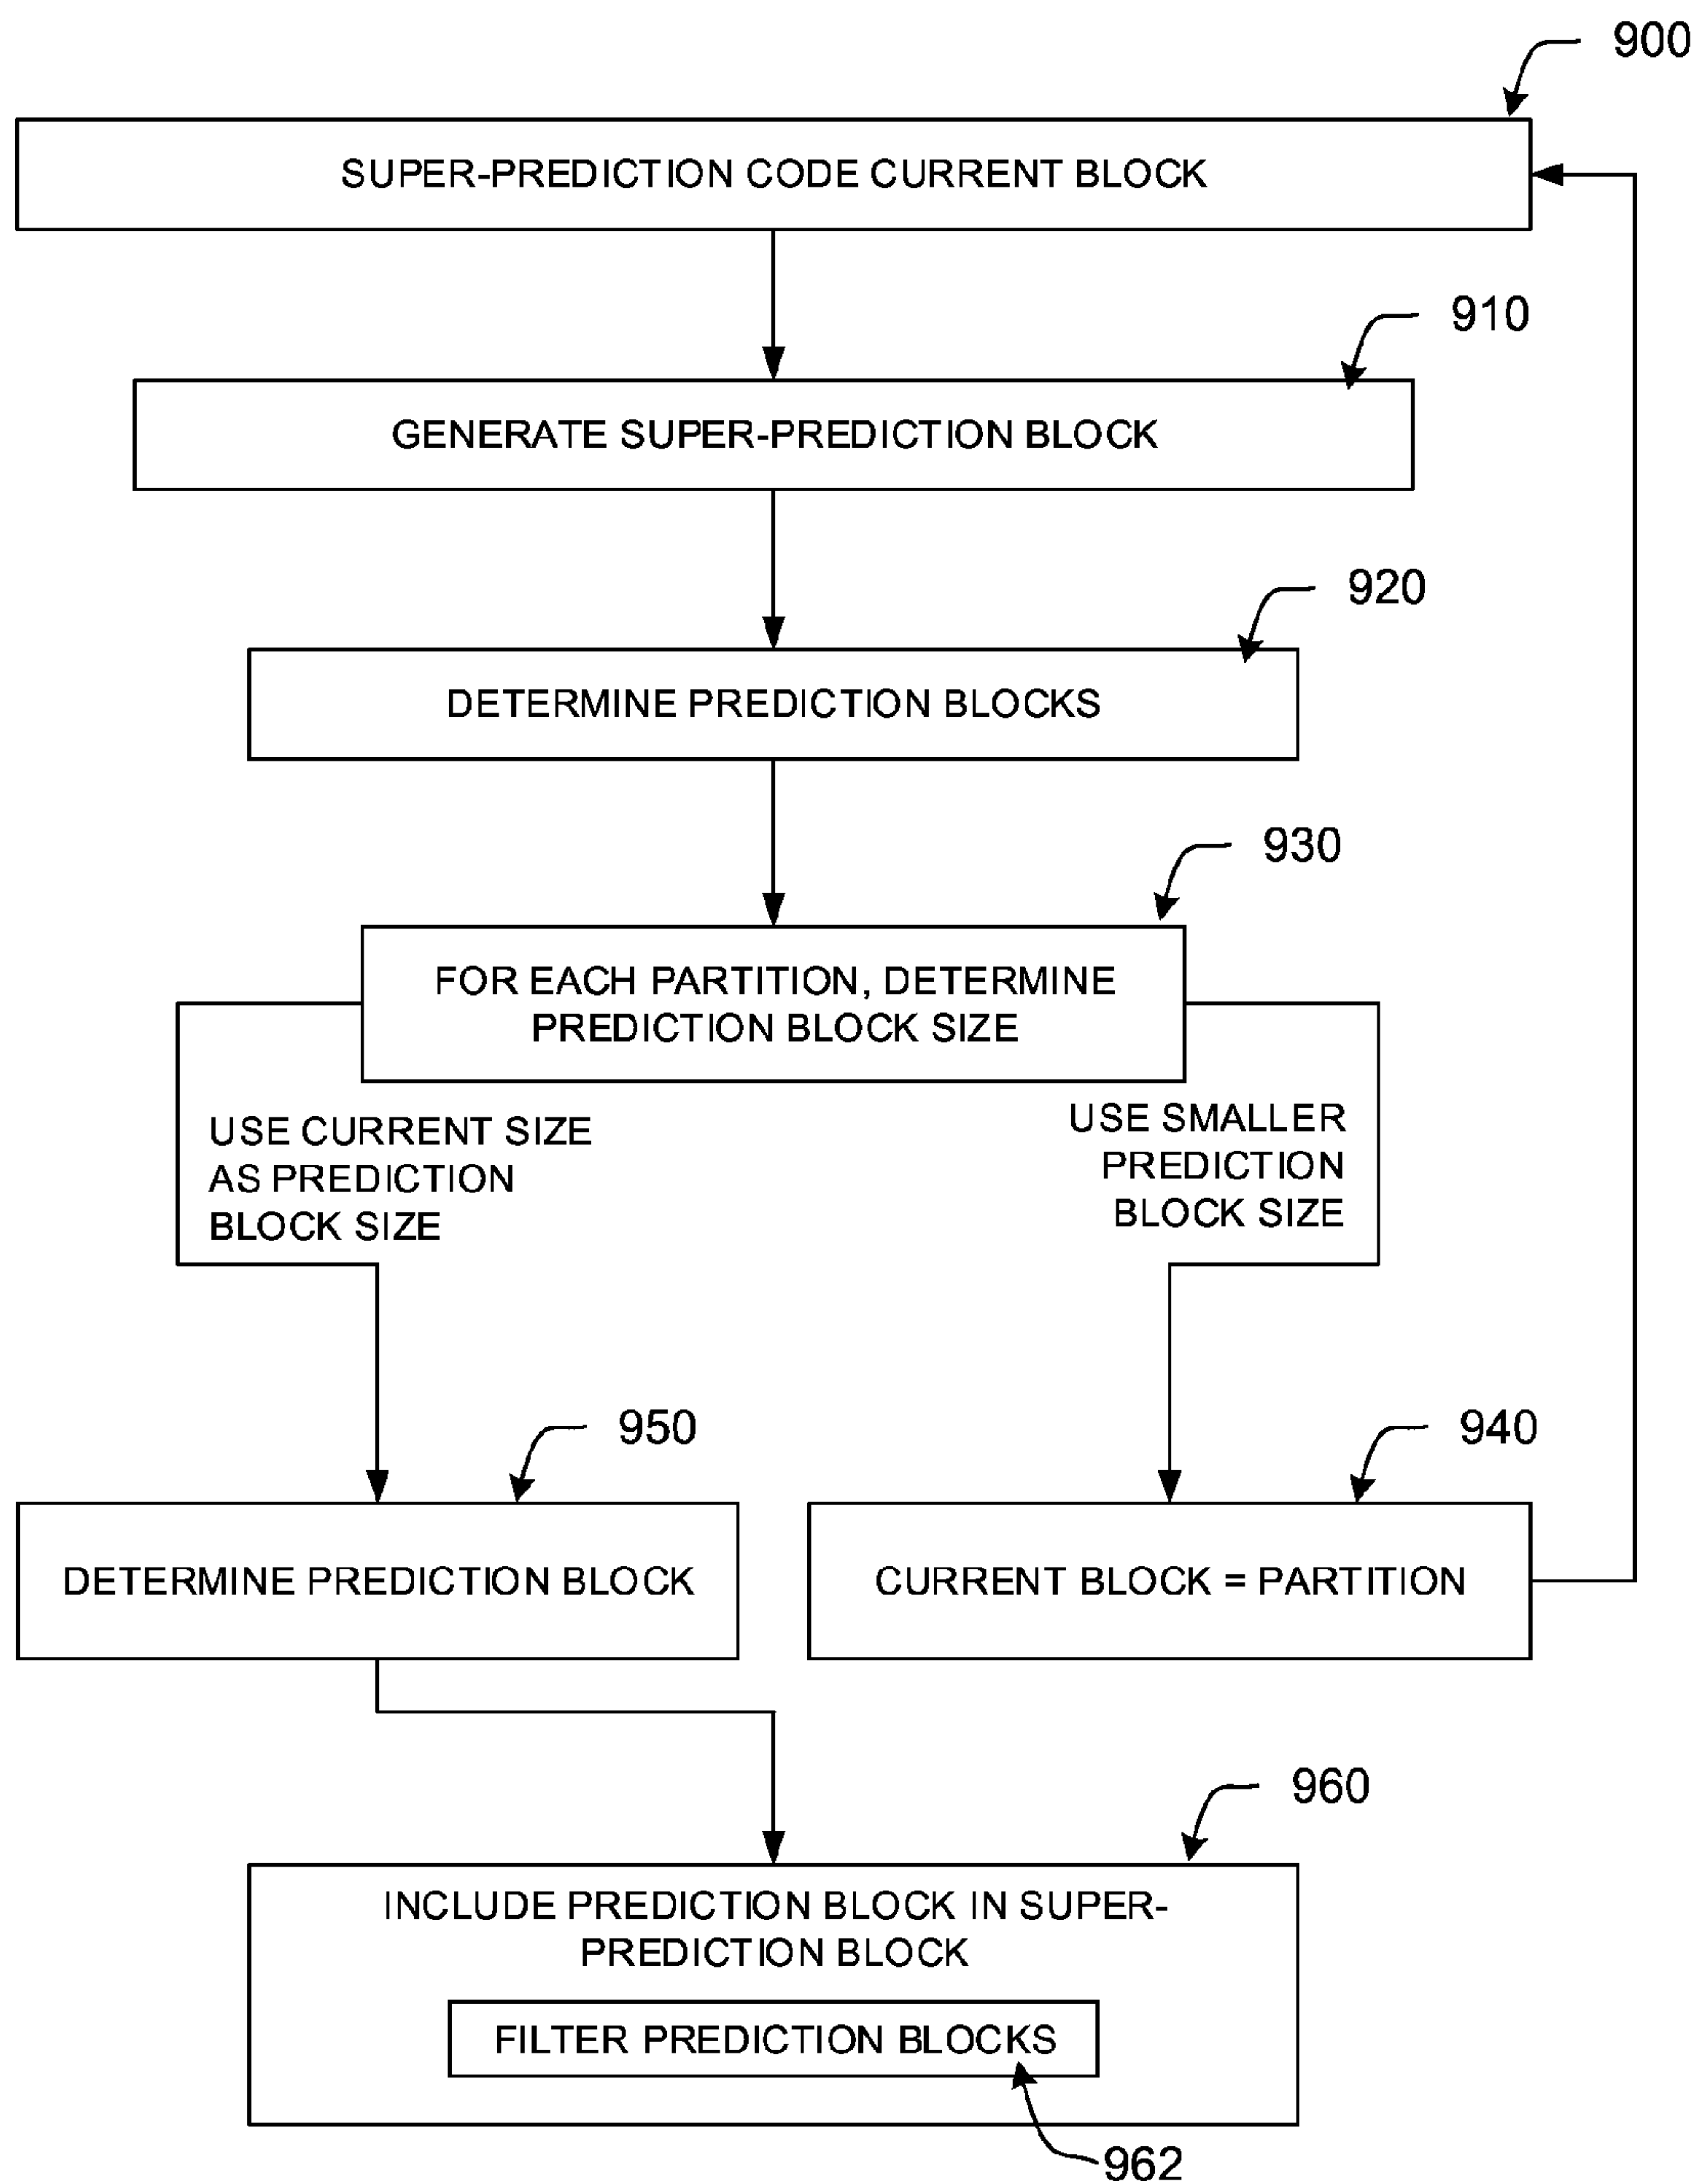 900
SUPER-PREDICTION CODE CURRENT BLOCK
910
GENERATE SUPER-PREDICTION BLOCK
920
DETERMINE PREDICTION BLOCKS
930
FOR EACH PARTITION, DETERMINE
PREDICTION BLOCK SIZE
USE CURRENT SIZE
AS PREDICTION
BLOCK SIZE
USE SMALLER
PREDICTION
BLOCK SIZE
950
DETERMINE PREDICTION BLOCK
940
CURRENT BLOCK = PARTITION
960
INCLUDE PREDICTION BLOCK IN SUPER-
PREDICTION BLOCK
FILTER PREDICTION BLOCKS
962